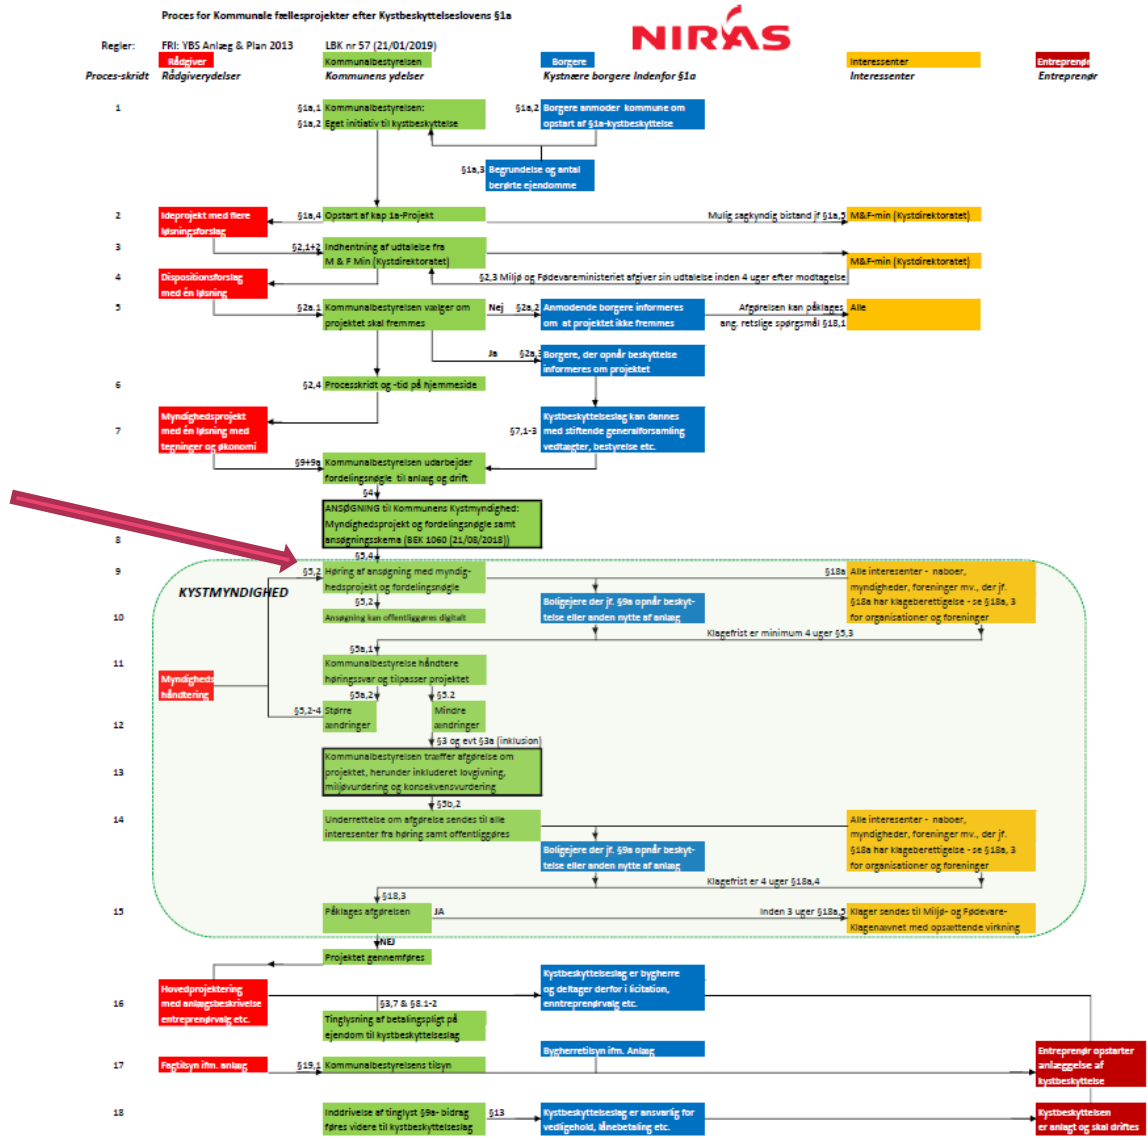 Proces for Kommunale fællesprojekter efter Kystbeskyttelseslovens §1a
NIRAS
Regler: FRI: YBS Anlæg & Plan 2013 LBK nr 57 (21/01/2019)
Rådgiver Kommunalbestyrelsen Borgere Interessenter Entreprenør
Proces-skridt Rådgiverydelser Kommunens ydelser Kystnære borgere Indenfor §1a Interessenter Entreprenør
1
§1a,1 Kommunalbestyrelsen:
§1a,2 Eget initiativ til kystbeskyttelse
§1a,2 Borgere anmoder kommune om
opstart af §1a-kystbeskyttelse
§1a,3 Begrundelse og antal
berørte ejendomme
2
Ideprojekt med flere
løsningsforslag
§1a,4 Opstart af kap 1a-Projekt
Mulig sagkyndig bistand jf §1a,5
M&F-min (Kystdirektoratet)
3
§2,1+2 Indhentning af udtalelse fra
M & F Min (Kystdirektoratet)
M&F-min (Kystdirektoratet)
4
Dispositionsforslag
med én løsning
§2,3 Miljø og Fødevareministeriet afgiver sin udtalelse inden 4 uger efter modtagelse
5
§2a.1 Kommunalbestyrelsen vælger om
projektet skal fremmes
Nej
§2a,2 Anmodende borgere informeres
om at projektet ikke fremmes
Afgørelsen kan påklages
ang. retslige spørgsmål §18,1
Alle
Ja
§2a,3 Borgere, der opnår beskyttelse
informeres om projektet
6
§2,4 Processkridt og -tid på hjemmeside
7
Myndighedsprojekt
med én løsning med
tegninger og økonomi
§7,1-3
Kystbeskyttelseslag kan dannes
med stiftende generalforsamling
vedtægter, bestyrelse etc.
§9+9a Kommunalbestyrelsen udarbejder
fordelingsnøgle til anlæg og drift
§4
8
ANSØGNING til Kommunens Kystmyndighed:
Myndighedsprojekt og fordelingsnøgle samt
ansøgningsskema (BEK 1060 (21/08/2018))
§5,4
KYSTMYNDIGHED
9
§5,2 Høring af ansøgning med myndig-
hedsprojekt og fordelingsnøgle
§18a Alle interessenter - naboer,
myndigheder, foreninger mv., der jf.
§18a har klageberettigelse - se §18a, 3
for organisationer og foreninger
§5,2
10
Ansøgning kan offentliggøres digitalt
Boligejere der jf. §9a opnår beskyt-
telse eller anden nytte af anlæg
Klagefrist er minimum 4 uger §5,3
§5a,1
11
Kommunalbestyrelse håndtere
høringssvar og tilpasser projektet
Myndigheds
håndtering
§5a,2 §5.2
12
§5,2-4 Større
ændringer
Mindre
ændringer
§3 og evt §3a (inklusion)
13
Kommunalbestyrelsen træffer afgørelse om
projektet, herunder inkluderet lovgivning,
miljøvurdering og konsekvensvurdering
§5b,2
14
Underrettelse om afgørelse sendes til alle
interesenter fra høring samt offentliggøres
Boligejere der jf. §9a opnår beskyt-
telse eller anden nytte af anlæg
Alle interessenter - naboer,
myndigheder, foreninger mv., der jf.
§18a har klageberettigelse - se §18a, 3
for organisationer og foreninger
Klagefrist er 4 uger §18a,4
§18,3
15
Påklages afgørelsen
JA
Inden 3 uger §18a,5
Klager sendes til Miljø- og Fødevare-
Klagenævnet med opsættende virkning
NEJ
Projektet gennemføres
16
Hovedprojektering
med anlægsbeskrivelse
entreprenørvalg etc.
§3,7 & §8.1-2
Tinglysning af betalingspligt på
ejendom til kystbeskyttelseslag
Kystbeskyttelseslag er bygherre
og deltager derfor i licitation,
enntreprenørvalg etc.
Bygherretilsyn ifm. Anlæg
17
Fagtilsyn ifm. anlæg
§19,1 Kommunalbestyrelsens tilsyn
Entreprenør opstarter
anlæggelse af
kystbeskyttelse
18
Inddrivelse af tinglyst §9a- bidrag
føres videre til kystbeskyttelseslag
§13
Kystbeskyttelseslag er ansvarlig for
vedligehold, lånebetaling etc.
Kystbeskyttelsen
er anlagt og skal driftes